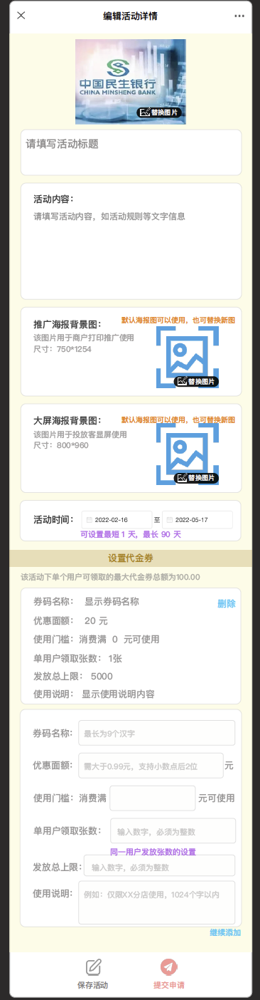 编辑活动详情
中国民生银行
CHINA MINSHENG BANK
替换图片
请填写活动标题
活动内容：
请填写活动内容，如活动规则等文字信息
推广海报背景图：
默认海报图可以使用，也可替换新图
该图片用于商户打印推广使用
尺寸：750*1254
替换图片
大屏海报背景图：
默认海报图可以使用，也可替换新图
该图片用于投放客显屏使用
尺寸：800*960
替换图片
活动时间： 2022-02-16 至 2022-05-17
可设置最短 1 天，最长 90 天
设置代金券
该活动下单个用户可领取的最大代金券总额为100.00
券码名称： 显示券码名称
删除
优惠面额： 20 元
使用门槛：消费满 0 元可使用
单用户领取张数： 1张
发放总上限： 5000
使用说明： 显示使用说明内容
券码名称： 最长为9个汉字
优惠面额： 需大于0.99元，支持小数点后2位 元
使用门槛：消费满 元可使用
单用户领取张数： 输入数字，必须为整数
同一用户发放张数的设置
发放总上限： 输入数字，必须为整数
使用说明： 例如：仅限XX分店使用，1024个字以内
继续添加
保存活动 提交申请